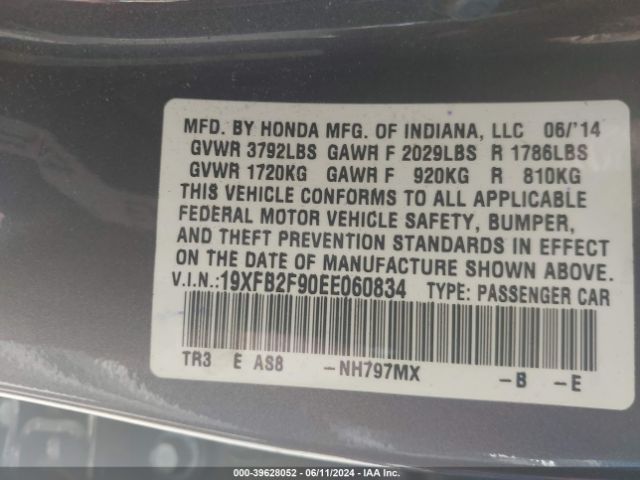 MFD. BY HONDA MFG. OF INDIANA, LLC 06/'14
GVWR 3792LBS GAWR F 2029LBS R 1786LBS
GVWR 1720KG GAWR F 920KG R 810KG
THIS VEHICLE CONFORMS TO ALL APPLICABLE
FEDERAL MOTOR VEHICLE SAFETY, BUMPER,
AND THEFT PREVENTION STANDARDS IN EFFECT
ON THE DATE OF MANUFACTURE SHOWN ABOVE.
V.I.N.:19XFB2F90EE060834 TYPE: PASSENGER CAR
TR3 E AS8 -NH797MX -B -E
000-39628052 - 06/11/2024 - IAA Inc.